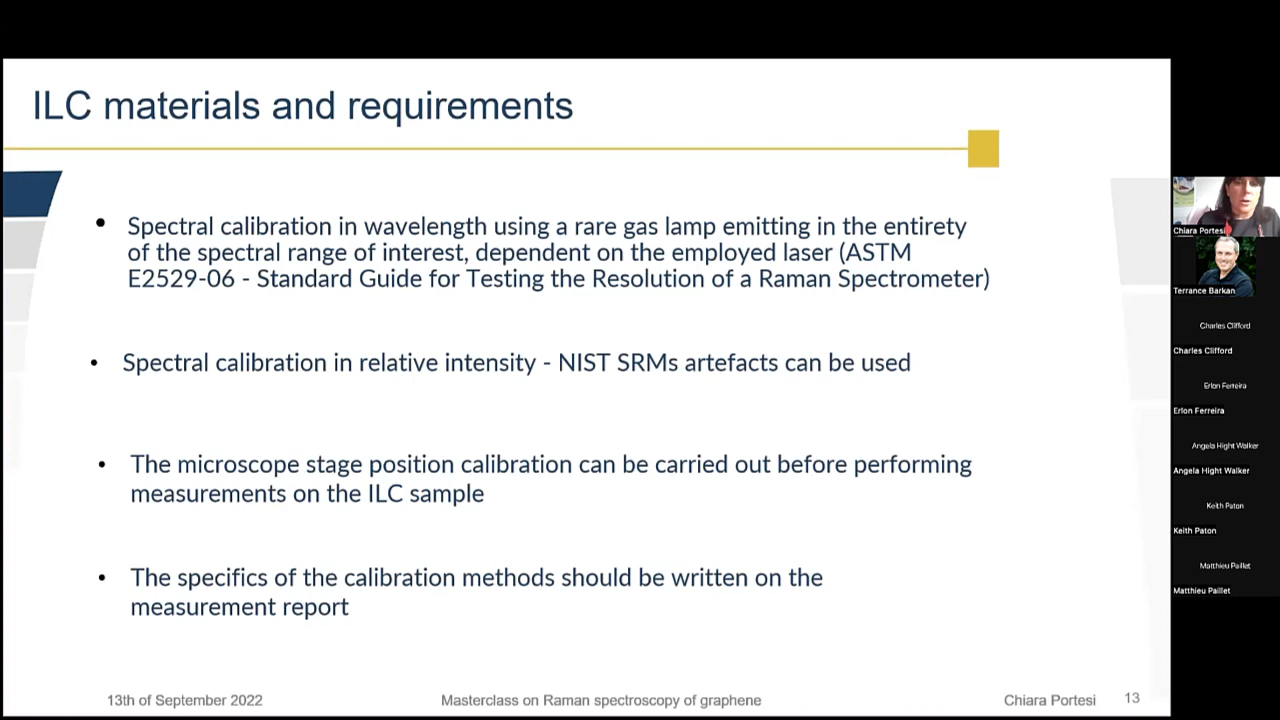 ILC materials and requirements
• Spectral calibration in wavelength using a rare gas lamp emitting in the entirety
of the spectral range of interest, dependent on the employed laser (ASTM
E2529-06 - Standard Guide for Testing the Resolution of a Raman Spectrometer)
• Spectral calibration in relative intensity - NIST SRMs artefacts can be used
• The microscope stage position calibration can be carried out before performing
measurements on the ILC sample
• The specifics of the calibration methods should be written on the
measurement report
13th of September 2022
Masterclass on Raman spectroscopy of graphene
Chiara Portesi
13
Chiara Portesi
Terrance Barkan
Charles Clifford
Charles Clifford
Erlon Ferreira
Erlon Ferreira
Angela Hight Walker
Angela Hight Walker
Keith Paton
Keith Paton
Matthieu Paillet
Matthieu Paillet